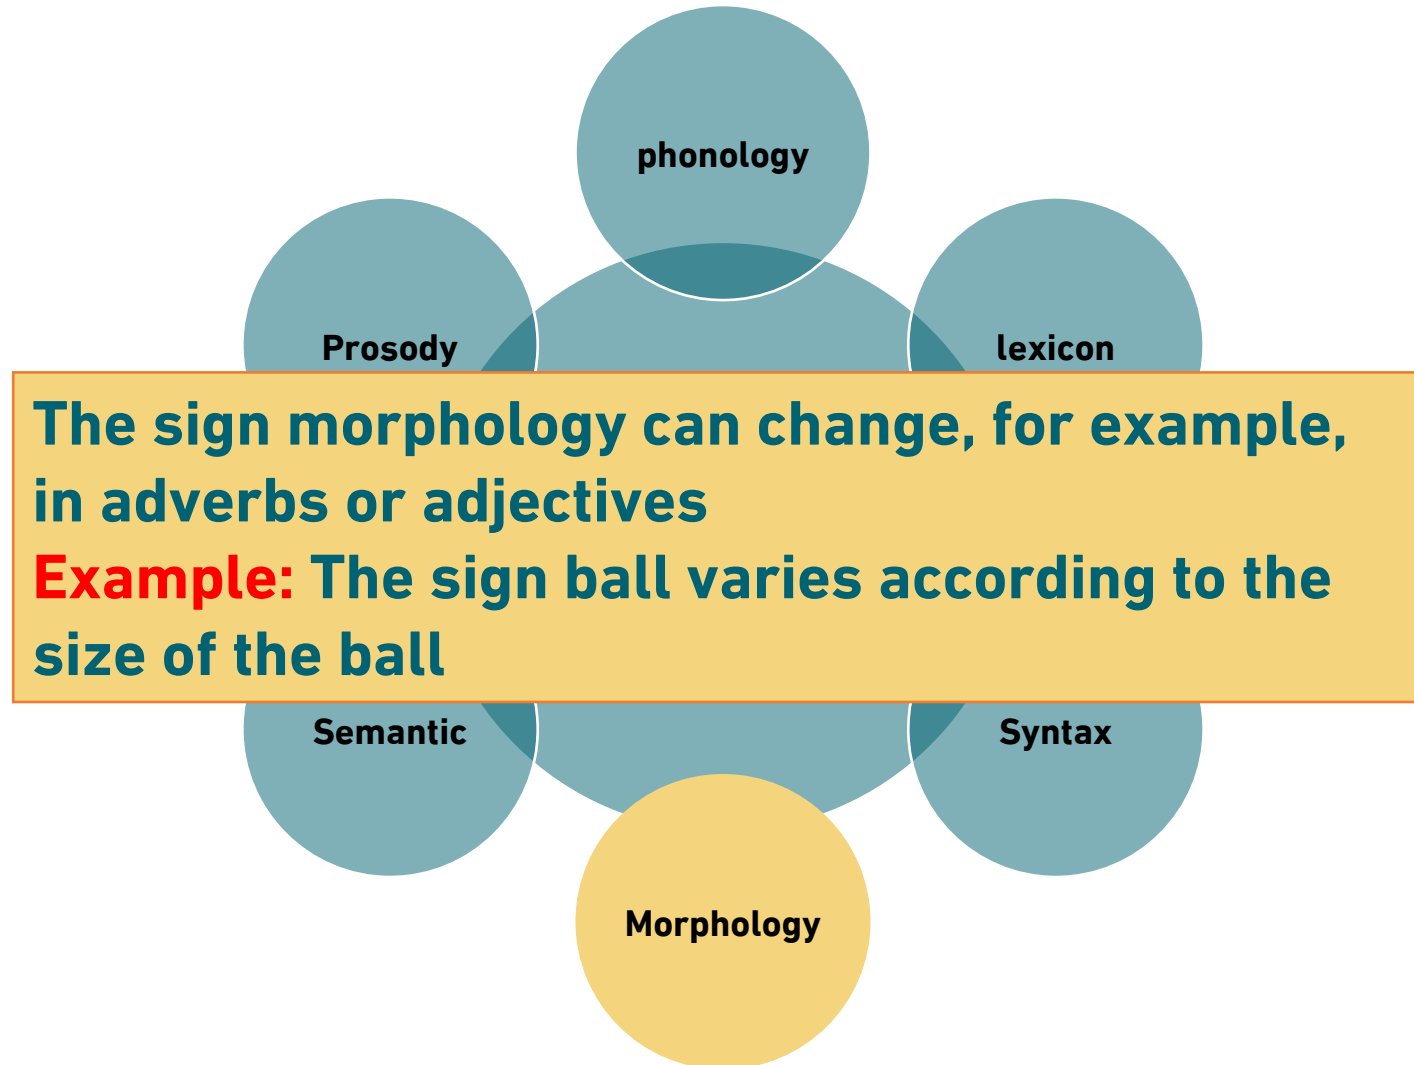 phonology
Prosody
lexicon
The sign morphology can change, for example,
in adverbs or adjectives
Example: The sign ball varies according to the
size of the ball
Semantic
Syntax
Morphology